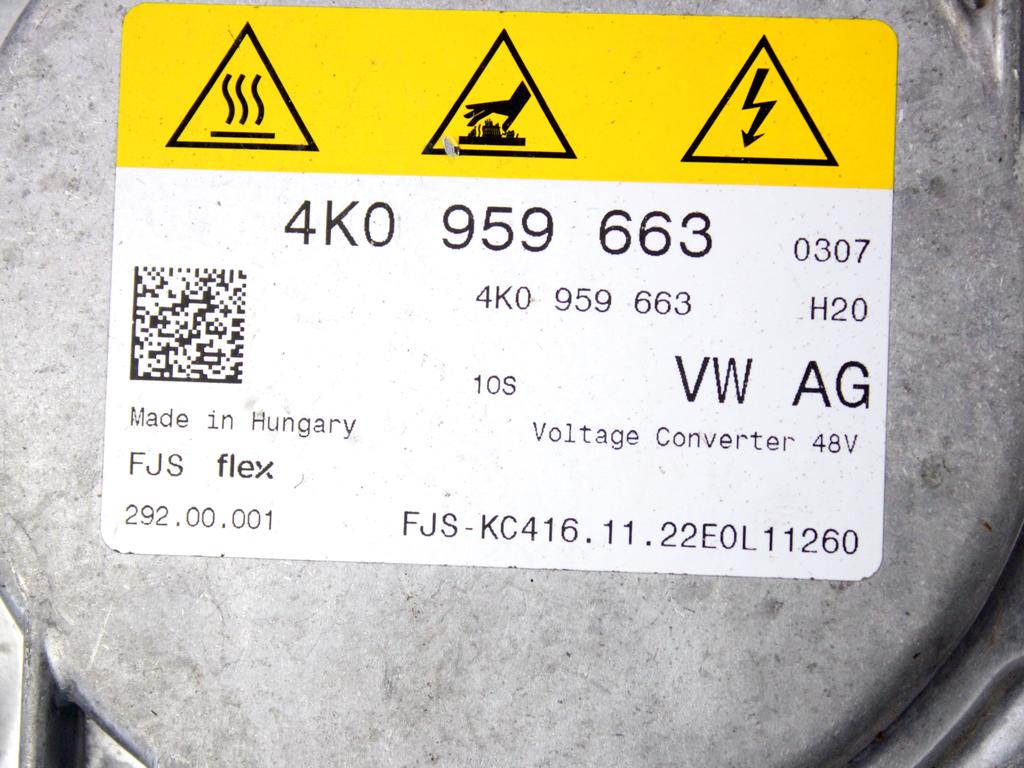 4K0 959 663 0307
4K0 959 663 H20
10S VW AG
Made in Hungary
Voltage Converter 48V
FJS flex
292.00.001
FJS-KC416.11.22E0L11260